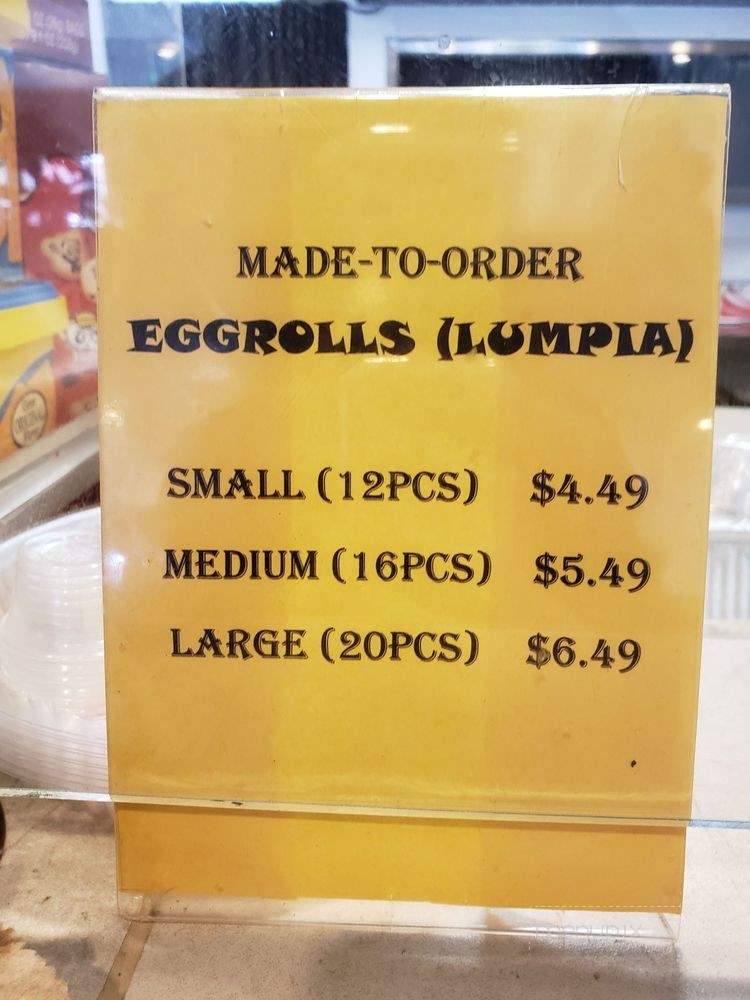 MADE-TO-ORDER
EGGROLLS (LUMPIA)
SMALL (12PCS) $4.49
MEDIUM (16PCS) $5.49
LARGE (20PCS) $6.49